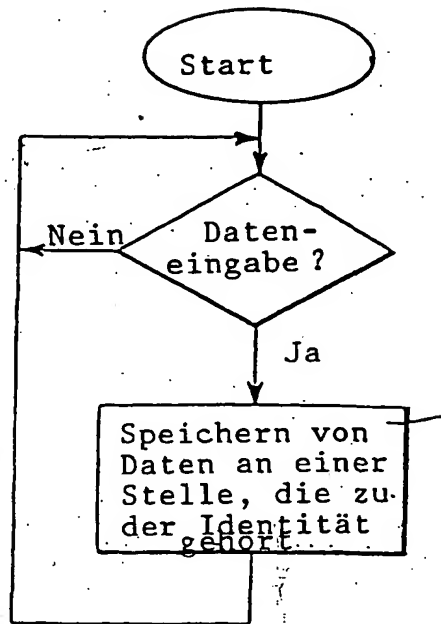 Start
Nein
Daten-
eingabe?
Ja
Speichern von
Daten an einer
Stelle, die zu
der Identität
gehört